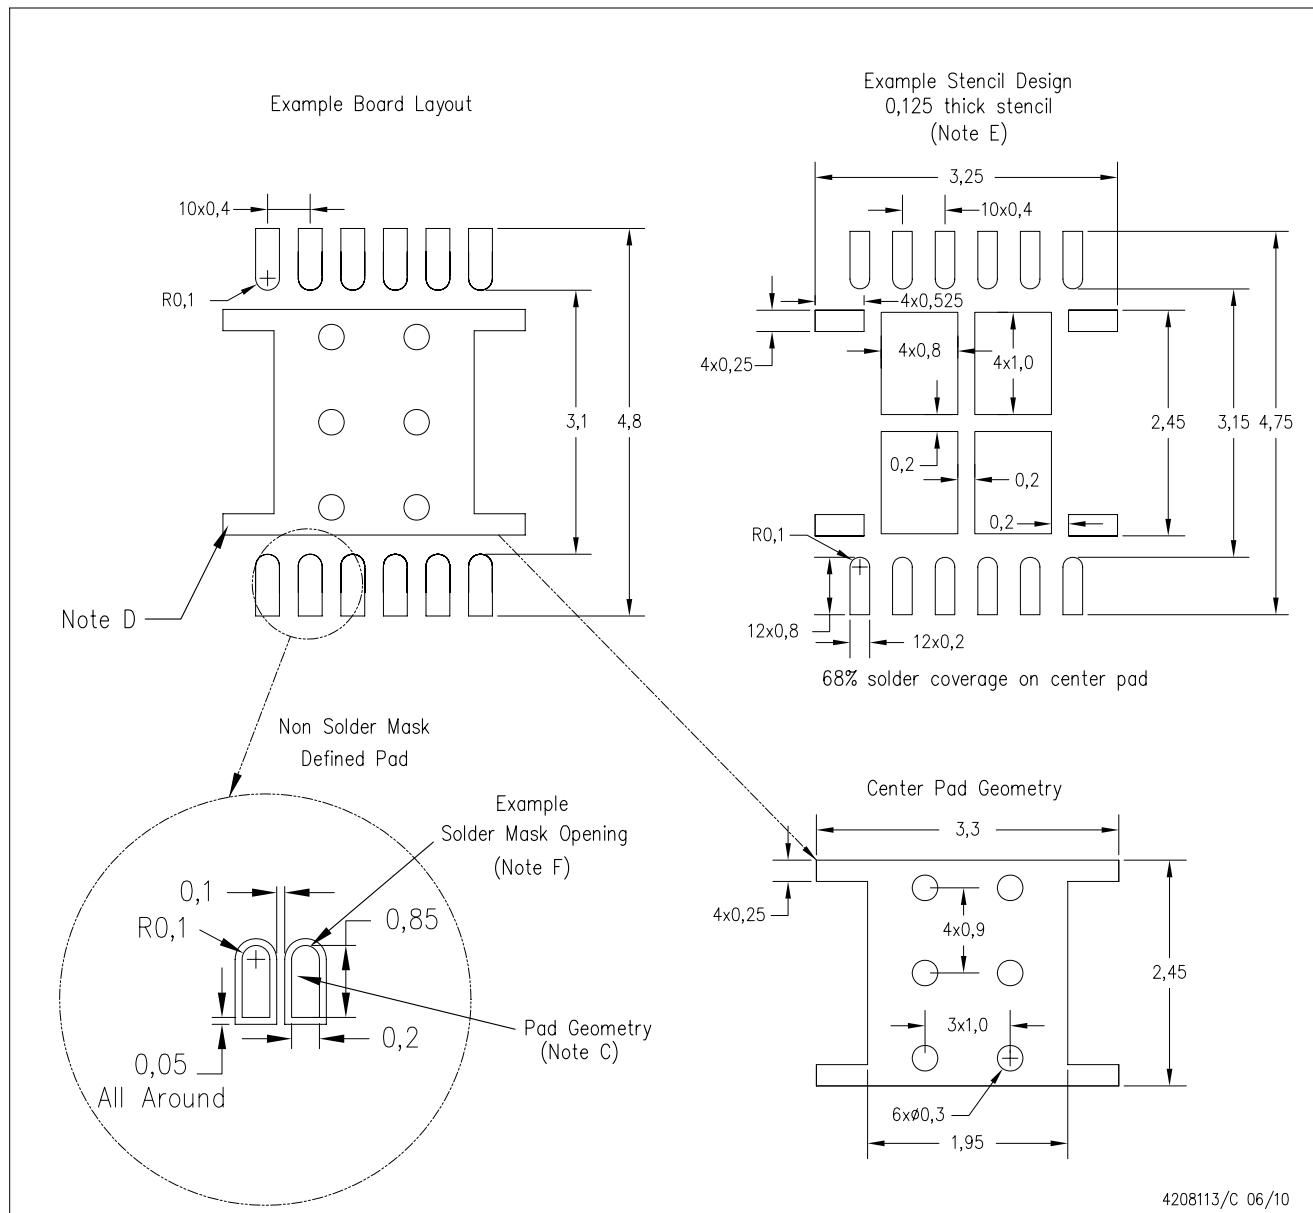 Example Board Layout
10x0,4
R0,1
3,1
4,8
Note D
Example Stencil Design
0,125 thick stencil
(Note E)
3,25
10x0,4
4x0,525
4x0,25
4x0,8
4x1,0
2,45
3,15
4,75
0,2
0,2
0,2
R0,1
12x0,8
12x0,2
68% solder coverage on center pad
Non Solder Mask
Defined Pad
Example
Solder Mask Opening
(Note F)
0,1
R0,1
0,85
0,2
0,05
All Around
Pad Geometry
(Note C)
Center Pad Geometry
3,3
4x0,25
4x0,9
2,45
3x1,0
6xø0,3
1,95
4208113/C 06/10